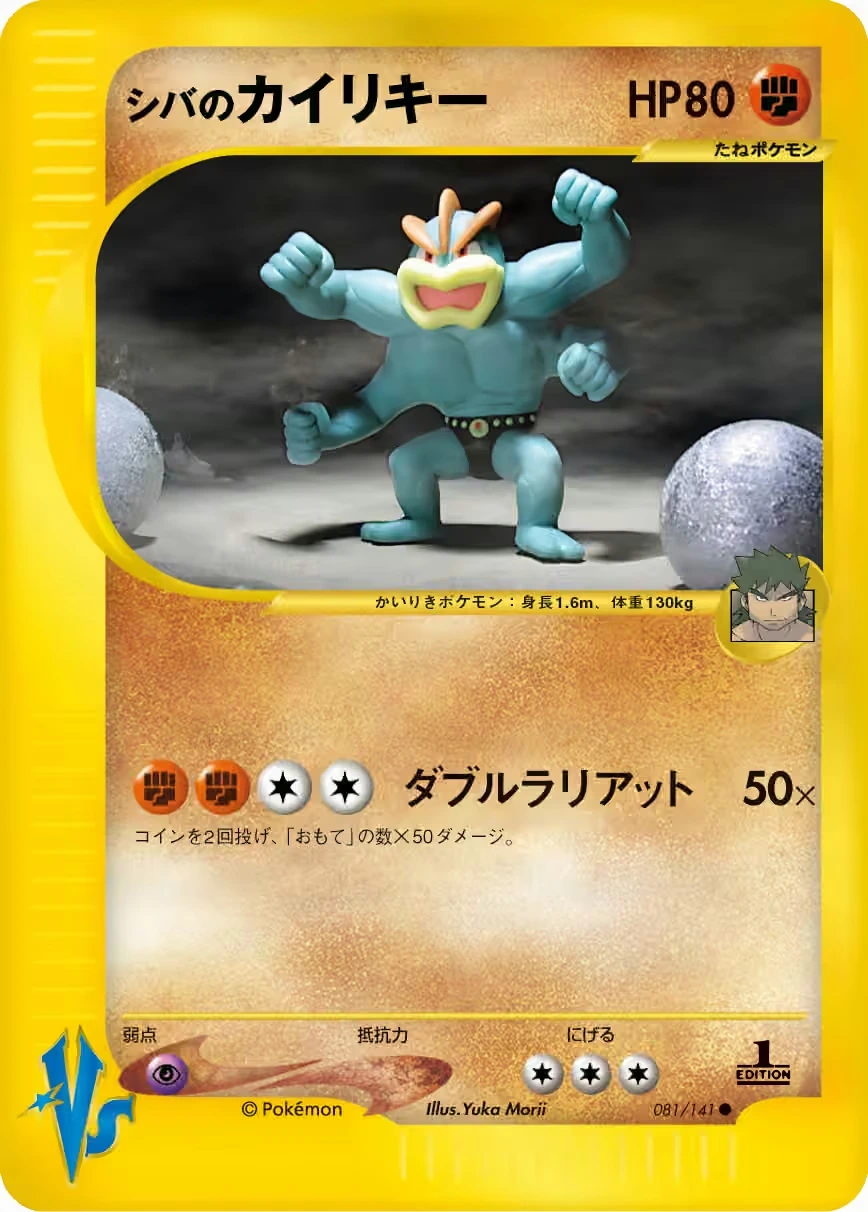 シバのカイリキー HP80
たねポケモン
かいりきポケモン：身長1.6m、体重130kg
ダブルラリアット 50×
コインを2回投げ、「おもて」の数×50ダメージ。
弱点 抵抗力 にげる
1
EDITION
VS
© Pokémon Illus.Yuka Morii 081/141●